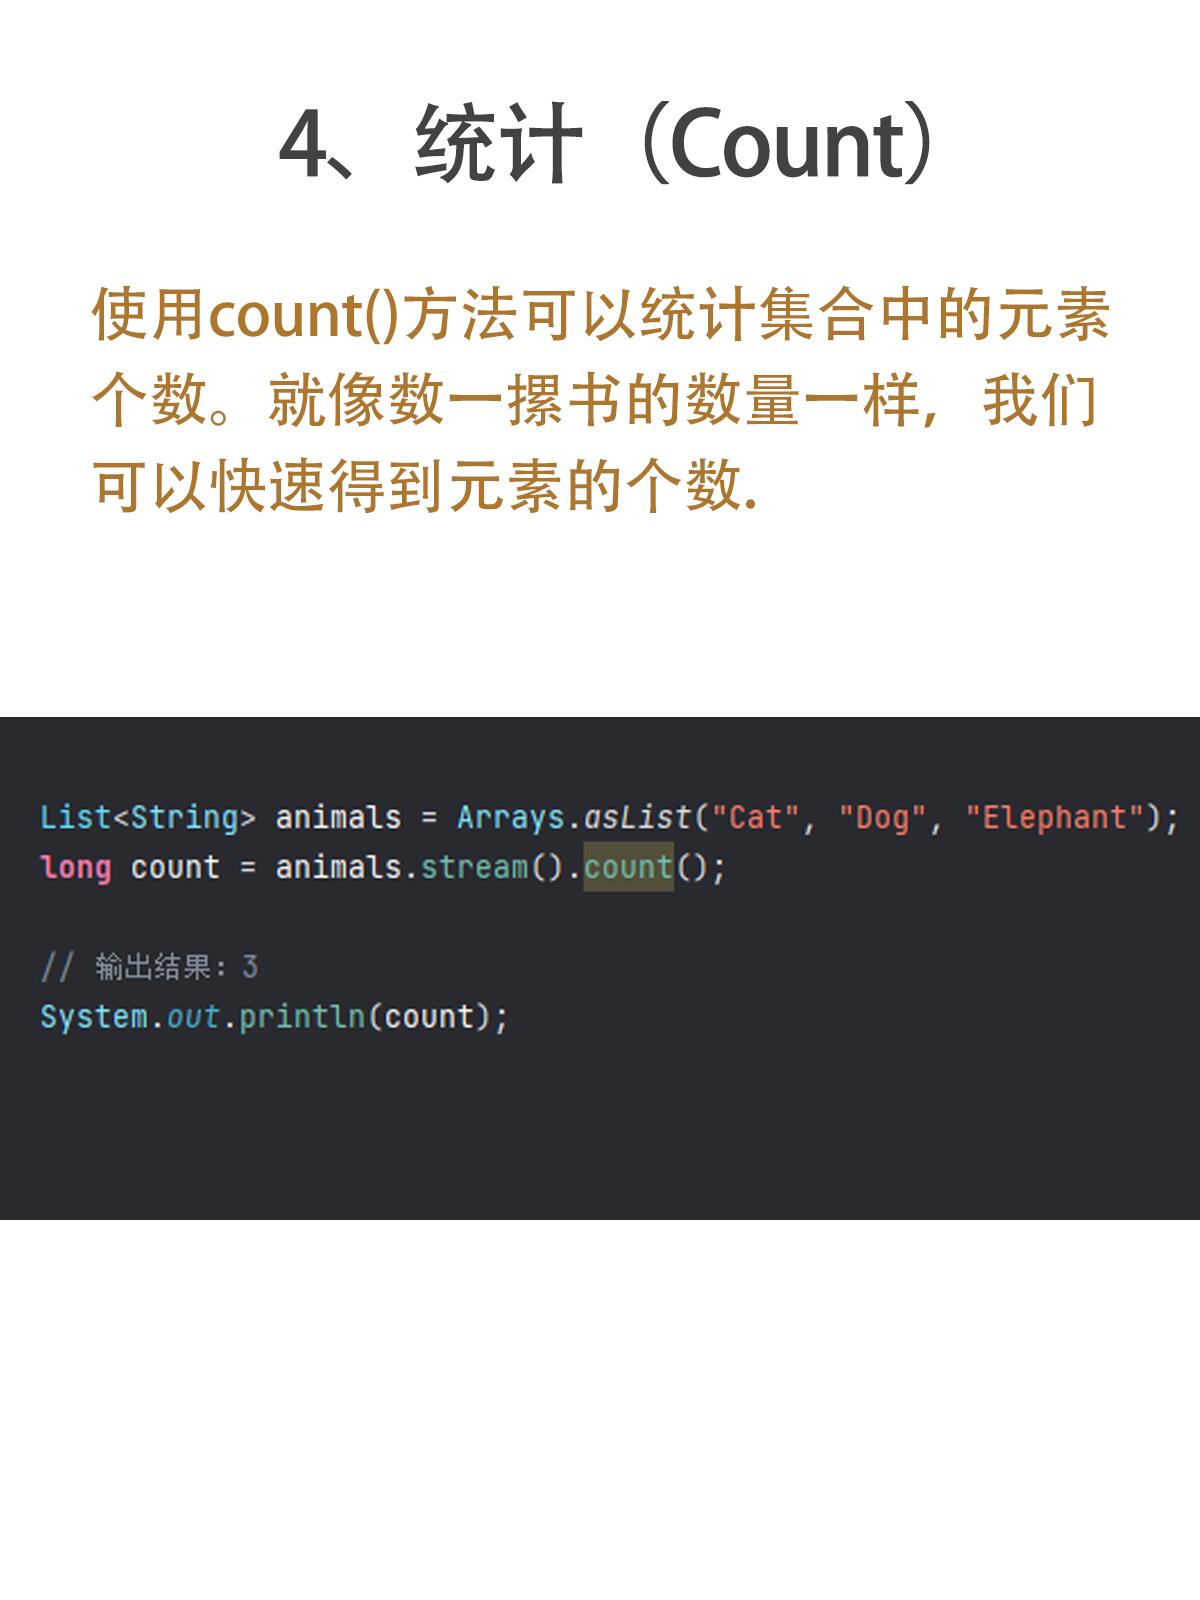 4、统计（Count）
使用count()方法可以统计集合中的元素
个数。就像数一摞书的数量一样，我们
可以快速得到元素的个数.
List<String> animals = Arrays.asList("Cat", "Dog", "Elephant");
long count = animals.stream().count();
// 输出结果：3
System.out.println(count);